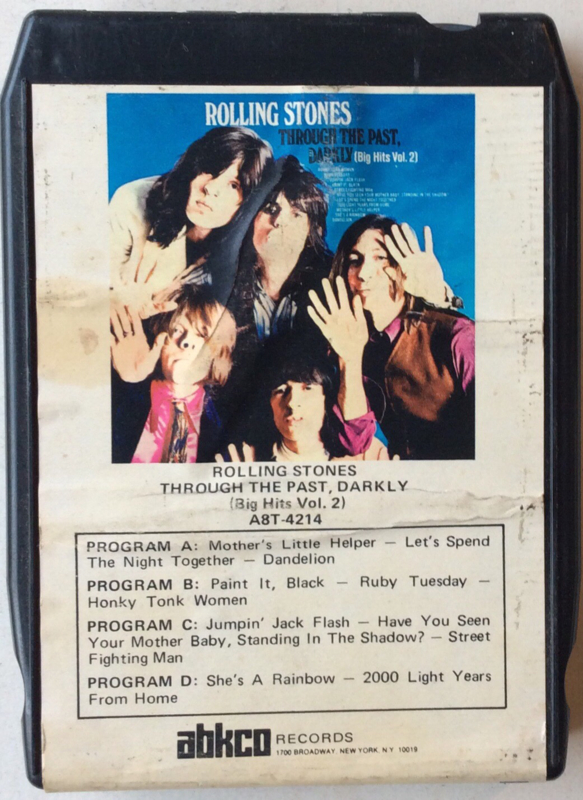 ROLLING STONES
THROUGH THE PAST,
DARKLY (Big Hits Vol. 2)
ROLLING STONES
THROUGH THE PAST, DARKLY
(Big Hits Vol. 2)
A8T-4214
PROGRAM A: Mother's Little Helper — Let's Spend
The Night Together — Dandelion
PROGRAM B: Paint It, Black — Ruby Tuesday —
Honky Tonk Women
PROGRAM C: Jumpin' Jack Flash — Have You Seen
Your Mother Baby, Standing In The Shadow? — Street
Fighting Man
PROGRAM D: She's A Rainbow — 2000 Light Years
From Home
abkco RECORDS
1700 BROADWAY, NEW YORK, N.Y. 10019